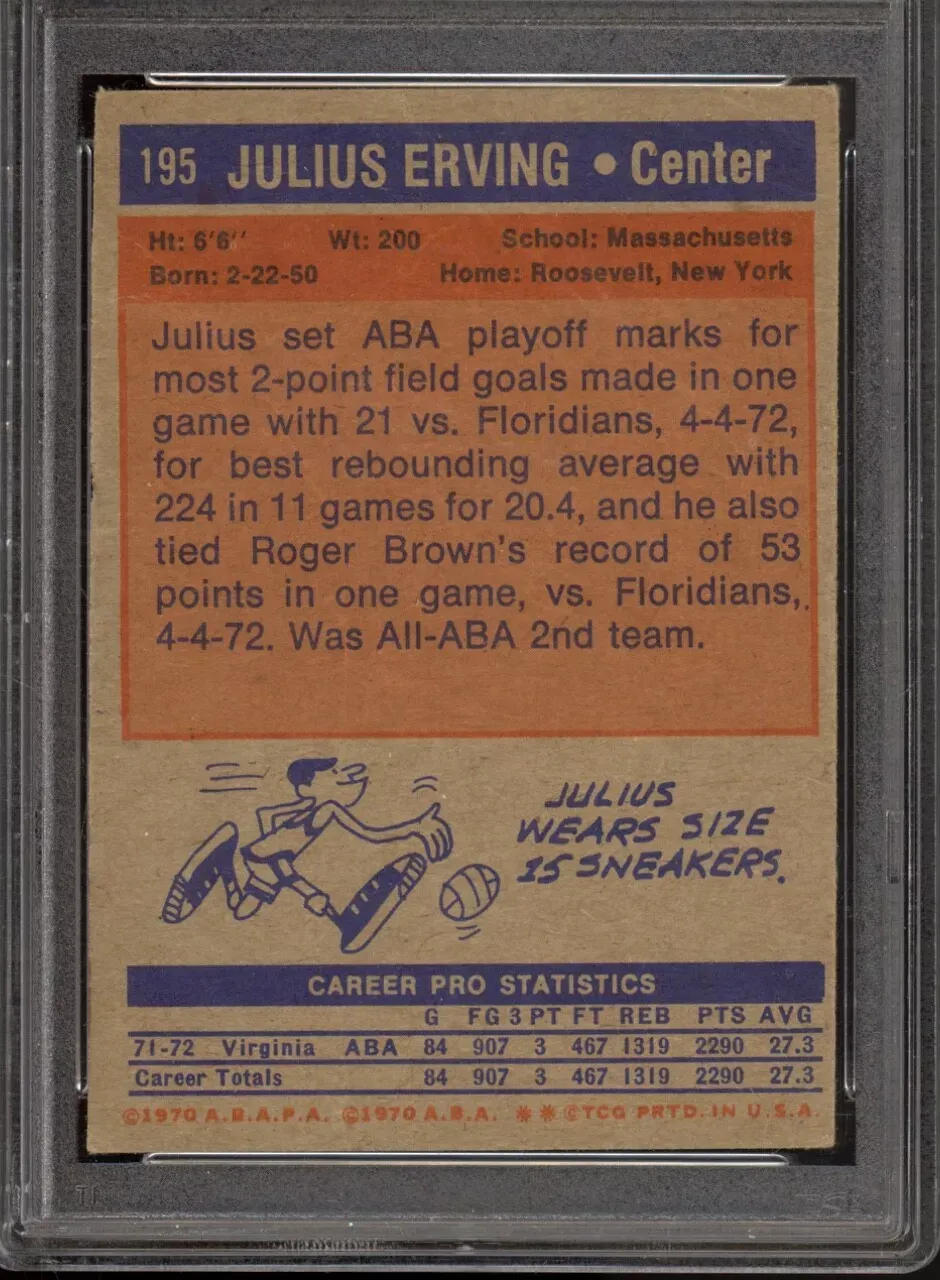 195 JULIUS ERVING • Center
Ht: 6'6'' Wt: 200 School: Massachusetts
Born: 2-22-50 Home: Roosevelt, New York
Julius set ABA playoff marks for
most 2-point field goals made in one
game with 21 vs. Floridians, 4-4-72,
for best rebounding average with
224 in 11 games for 20.4, and he also
tied Roger Brown's record of 53
points in one game, vs. Floridians,
4-4-72. Was All-ABA 2nd team.
JULIUS
WEARS SIZE
15 SNEAKERS.
CAREER PRO STATISTICS
G FG 3PT FT REB PTS AVG
71-72 Virginia ABA 84 907 3 467 1319 2290 27.3
Career Totals 84 907 3 467 1319 2290 27.3
©1970 A.B.A.P.A. ©1970 A.B.A. ✱✱©TCG PRTD. IN U.S.A.